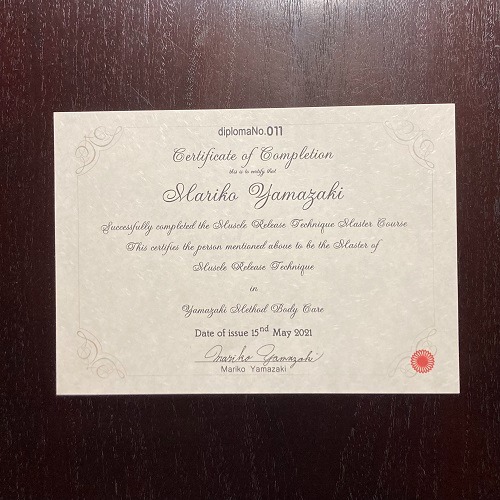 diplomaNo.011
Certificate of Completion
this is to entify that
Mariko Yamazaki
Successfully completed the Muscle Release Technique Master Course
This certifies the person mentioned aboue to be the Master of
Muscle Release Technique
in
Yamazaki Method Body Care
Date of issue 15nd May 2021
Mariko Yamazaki
Mariko Yamazaki